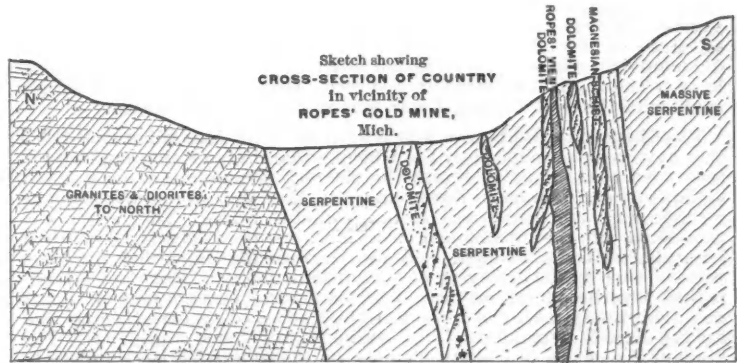 Sketch showing
CROSS-SECTION OF COUNTRY
in vicinity of
ROPES' GOLD MINE,
Mich.
N
S.
ROPES' VEIN
DOLOMITE
DOLOMITE
MAGNESIAN SCHIST
MASSIVE
SERPENTINE
GRANITES & DIORITES
TO NORTH
SERPENTINE
DOLOMITE
DOLOMITE
SERPENTINE